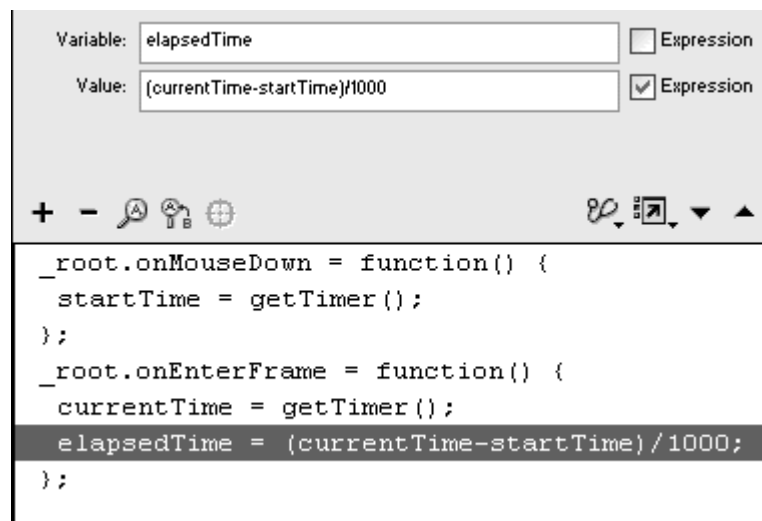 Variable: elapsedTime Expression
Value: (currentTime-startTime)/1000 Expression
_root.onMouseDown = function() {
startTime = getTimer();
};
_root.onEnterFrame = function() {
currentTime = getTimer();
elapsedTime = (currentTime-startTime)/1000;
};